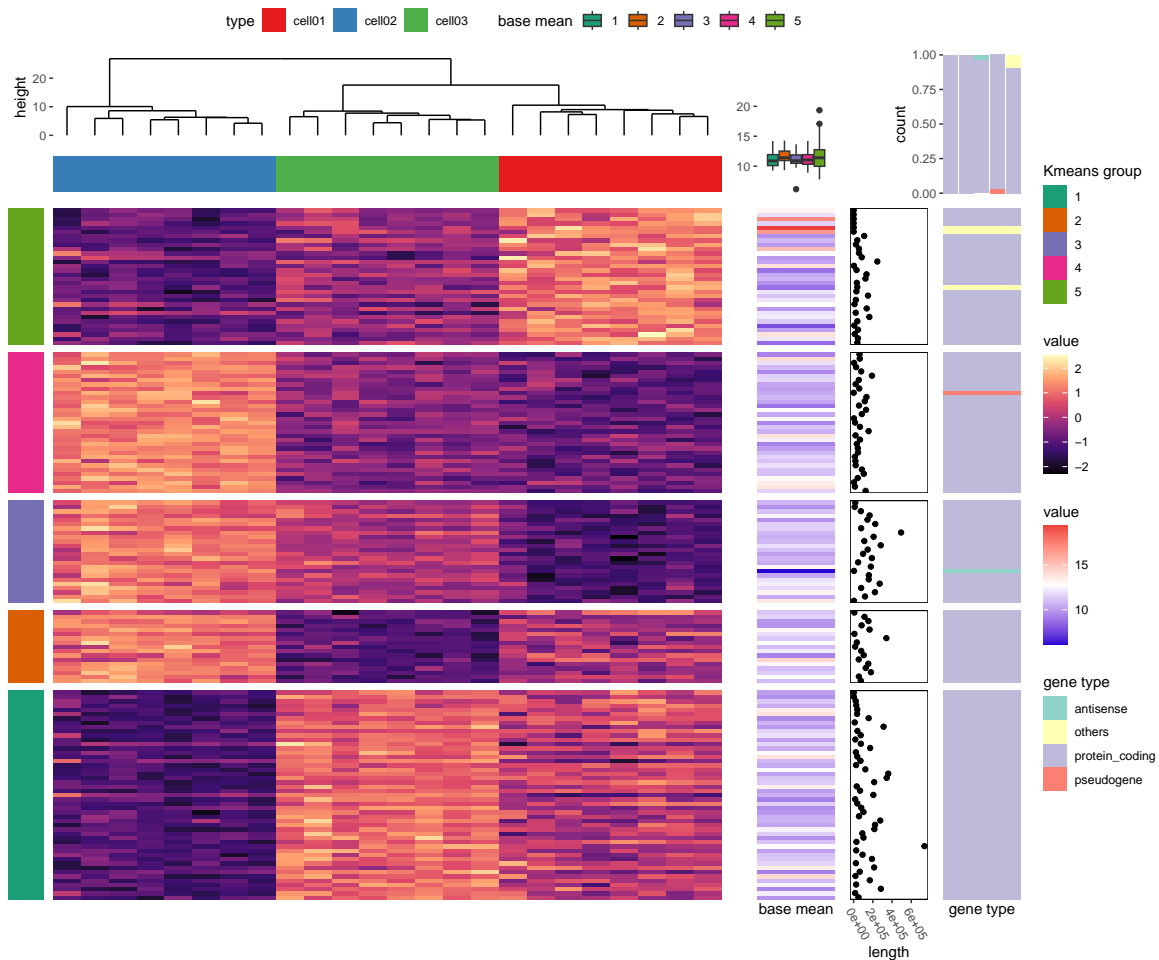 type cell01 cell02 cell03 base mean 1 2 3 4 5
height
20
10
0
20
15
10
count
1.00
0.75
0.50
0.25
0.00
Kmeans group
1
2
3
4
5
value
2
1
0
−1
−2
value
15
10
gene type
antisense
others
protein_coding
pseudogene
base mean
0e+00
2e+05
4e+05
6e+05
length
gene type